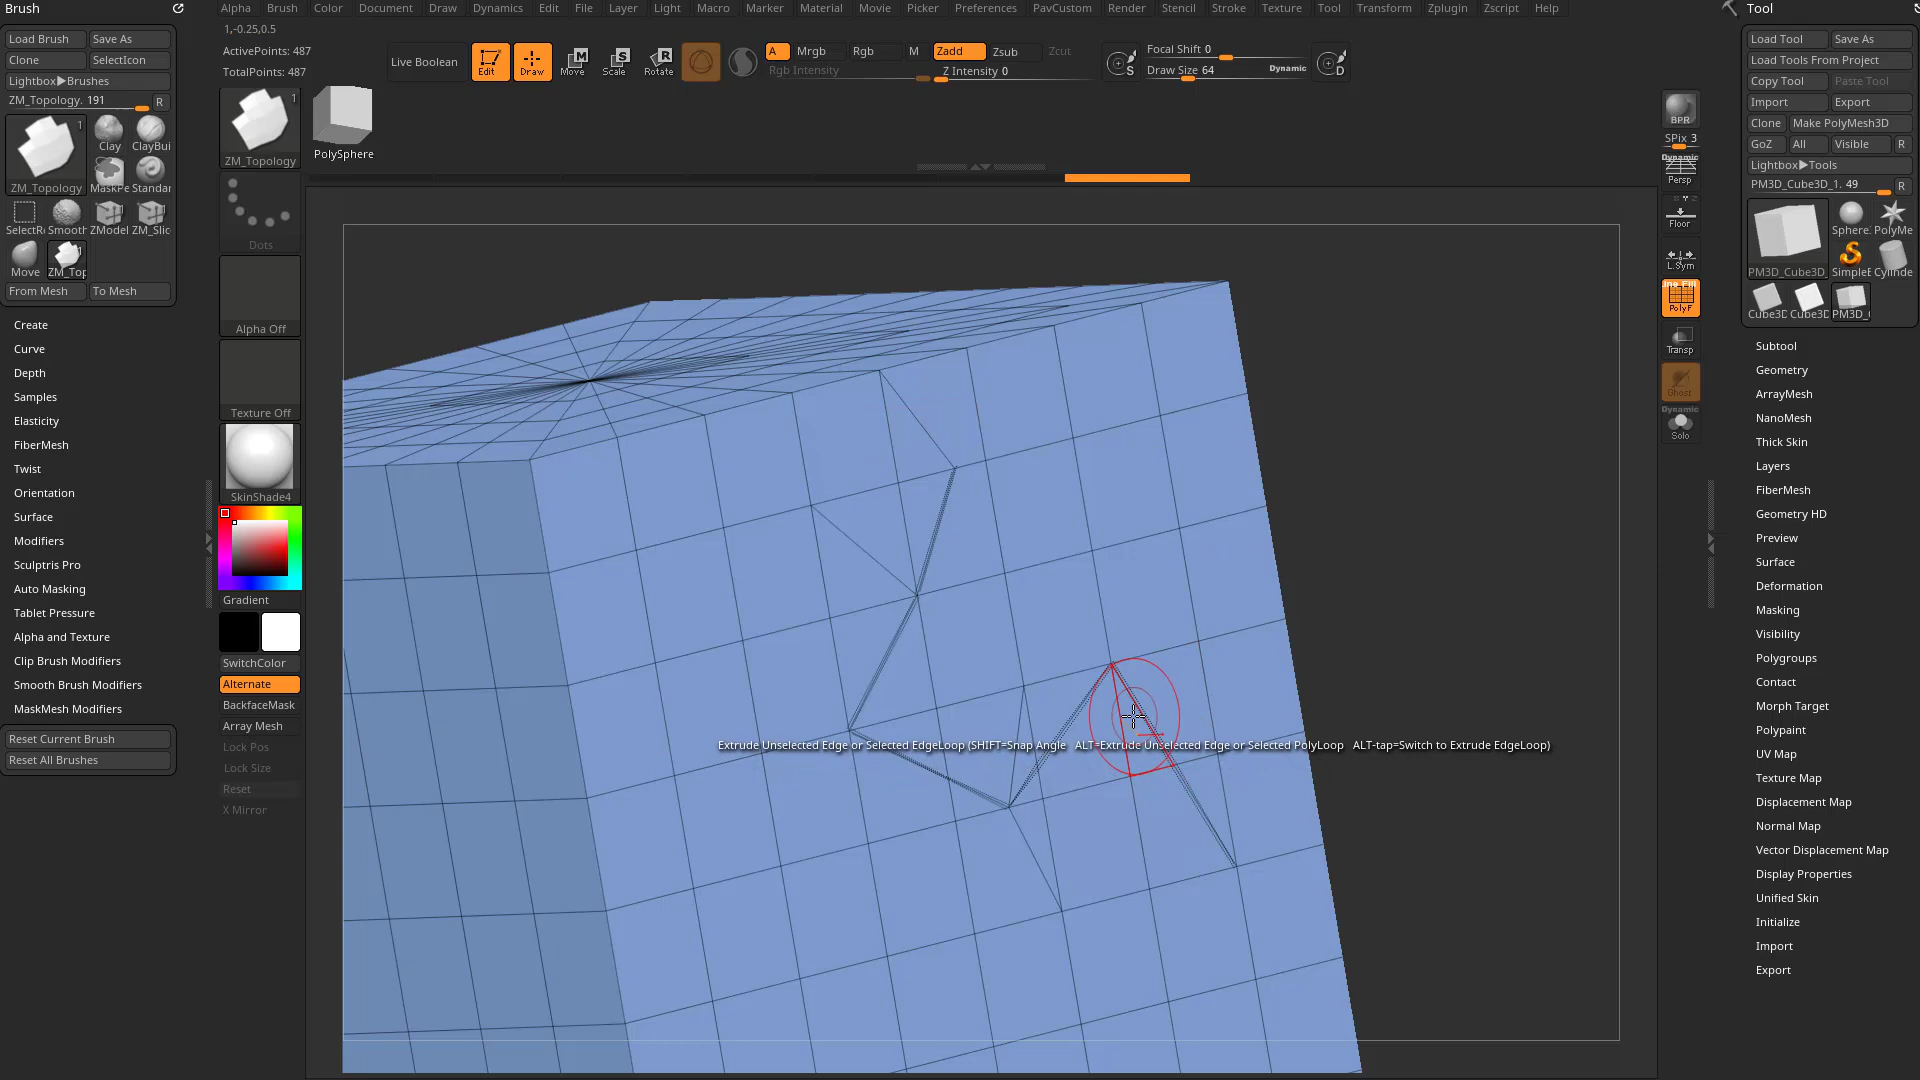 Brush
Alpha Brush Color Document Draw Dynamics Edit File Layer Light Macro Marker Material Movie Picker Preferences PavCustom Render Stencil Stroke Texture Tool Transform Zplugin Zscript Help
Tool
1,-0.25,0.5
Load Brush Save As
Clone SelectIcon
Lightbox▶Brushes
ZM_Topology. 191 R
ActivePoints: 487
TotalPoints: 487
Live Boolean
Edit Draw Move Scale Rotate
A Mrgb Rgb M Zadd Zsub Zcut
Rgb Intensity
Z Intensity 0
S
Focal Shift 0
Draw Size 64 Dynamic
D
Load Tool Save As
Load Tools From Project
Copy Tool Paste Tool
Import Export
Clone Make PolyMesh3D
GoZ All Visible R
Lightbox▶Tools
PM3D_Cube3D_1. 49 R
1
ZM_Topology
Clay ClayBui
MaskPe Standar
SelectRe Smooth ZModel ZM_Slic
Move 1 ZM_Top
From Mesh To Mesh
1
ZM_Topology
PolySphere
Dots
Alpha Off
Texture Off
SkinShade4
Gradient
SwitchColor
Alternate
BackfaceMask
Array Mesh
Lock Pos
Lock Size
Reset
X Mirror
Create
Curve
Depth
Samples
Elasticity
FiberMesh
Twist
Orientation
Surface
Modifiers
Sculptris Pro
Auto Masking
Tablet Pressure
Alpha and Texture
Clip Brush Modifiers
Smooth Brush Modifiers
MaskMesh Modifiers
Reset Current Brush
Reset All Brushes
Extrude Unselected Edge or Selected EdgeLoop (SHIFT=Snap Angle ALT=Extrude Unselected Edge or Selected PolyLoop ALT-tap=Switch to Extrude EdgeLoop)
BPR
SPix 3
Dynamic
Persp
Floor
L.Sym
Line Fill
PolyF
Transp
Ghost
Dynamic
Solo
PM3D_Cube3D_
Sphere. PolyMe
SimpleE Cylinde
Cube3D Cube3D PM3D_C
Subtool
Geometry
ArrayMesh
NanoMesh
Thick Skin
Layers
FiberMesh
Geometry HD
Preview
Surface
Deformation
Masking
Visibility
Polygroups
Contact
Morph Target
Polypaint
UV Map
Texture Map
Displacement Map
Normal Map
Vector Displacement Map
Display Properties
Unified Skin
Initialize
Import
Export